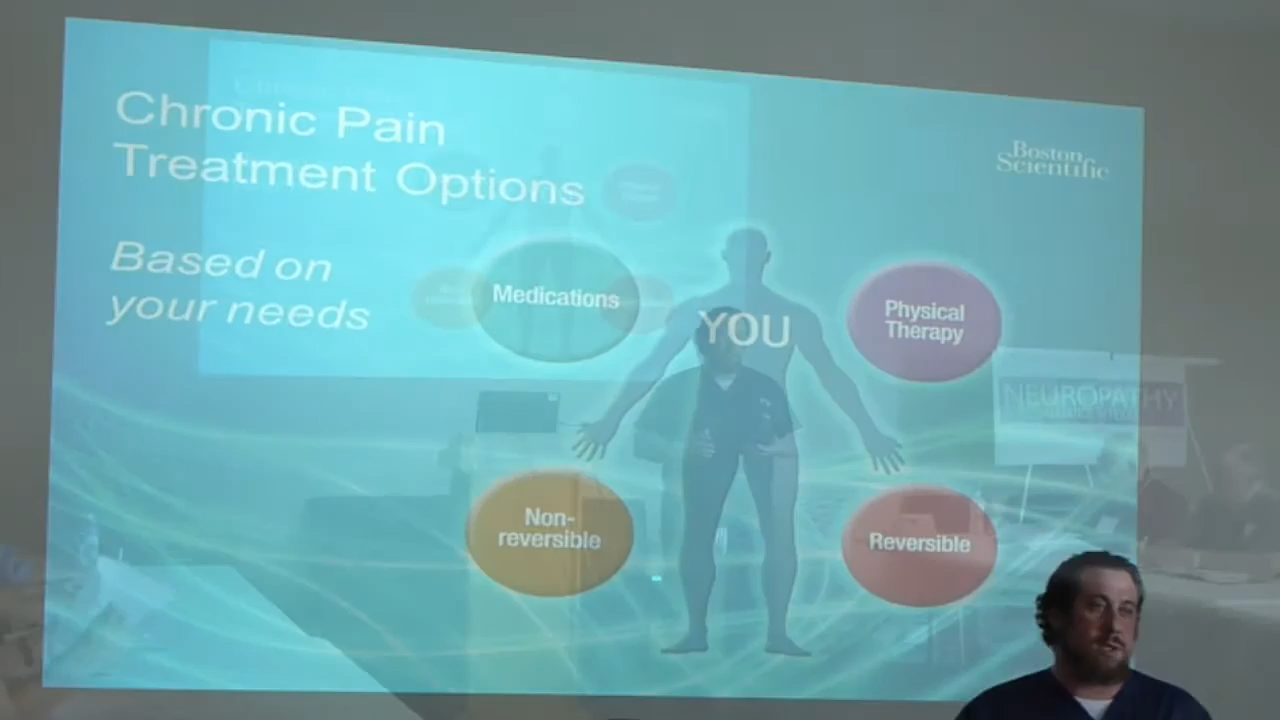 Chronic Pain
Treatment Options
Boston
Scientific
Based on
your needs
Medications
YOU
Physical
Therapy
Non-
reversible
Reversible
NEUROPATHY